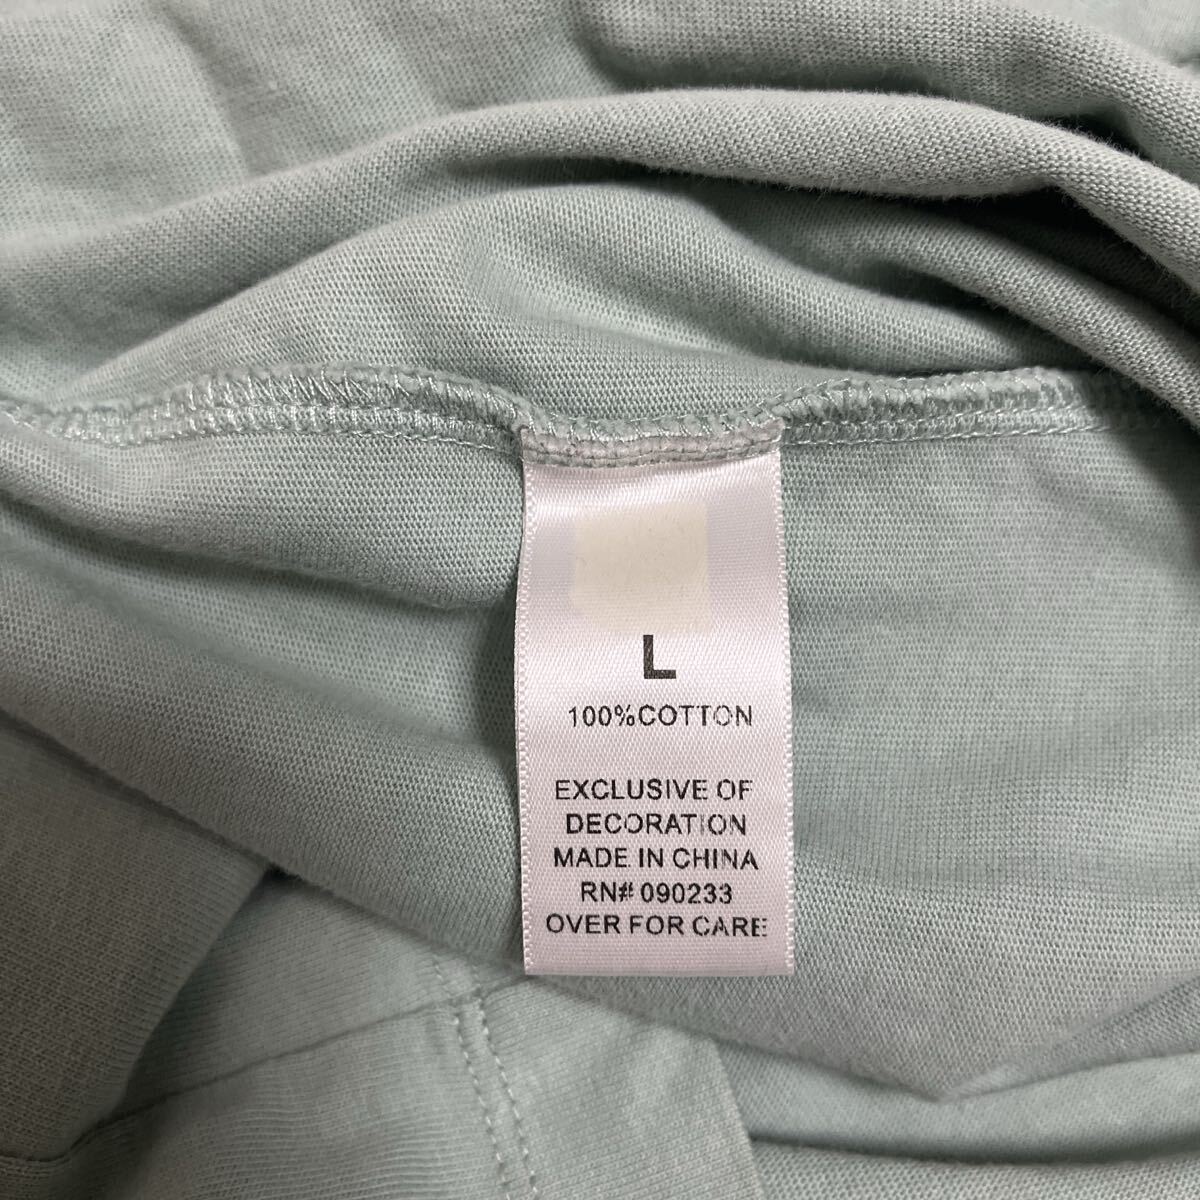 L
100%COTTON
EXCLUSIVE OF
DECORATION
MADE IN CHINA
RN# 090233
OVER FOR CARE